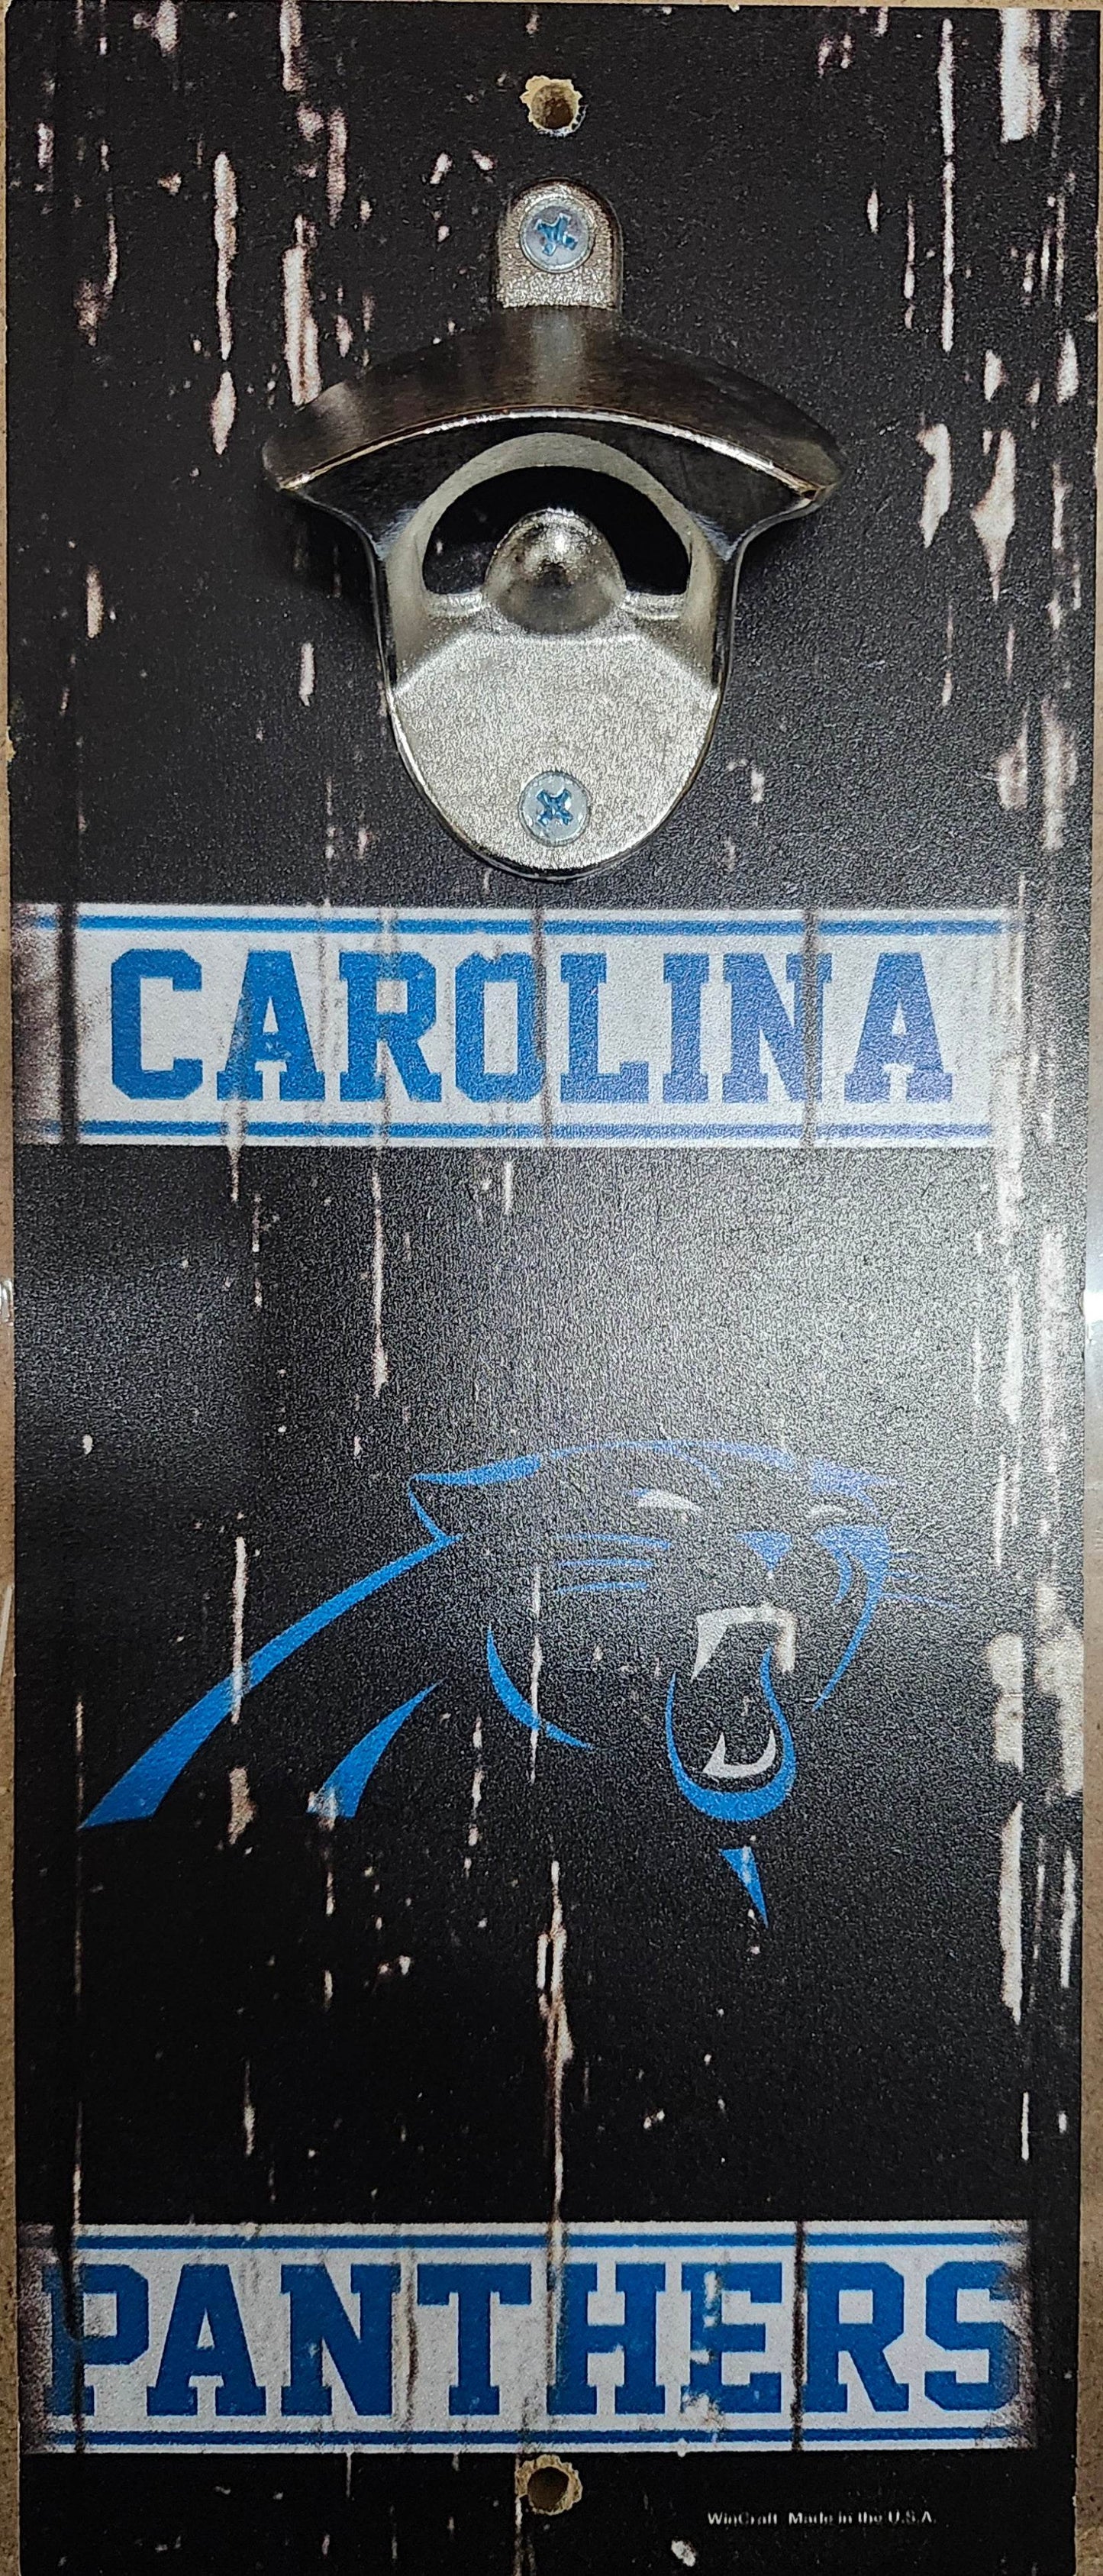 CAROLINA
PANTHERS
WinCraft Made in the U.S.A.